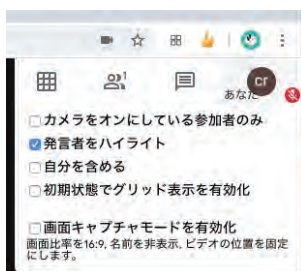 1
cr
あなた
カメラをオンにしている参加者のみ
発言者をハイライト
自分を含める
初期状態でグリッド表示を有効化
画面キャプチャモードを有効化
画面比率を16:9、名前を非表示、ビデオの位置を固定
にします。